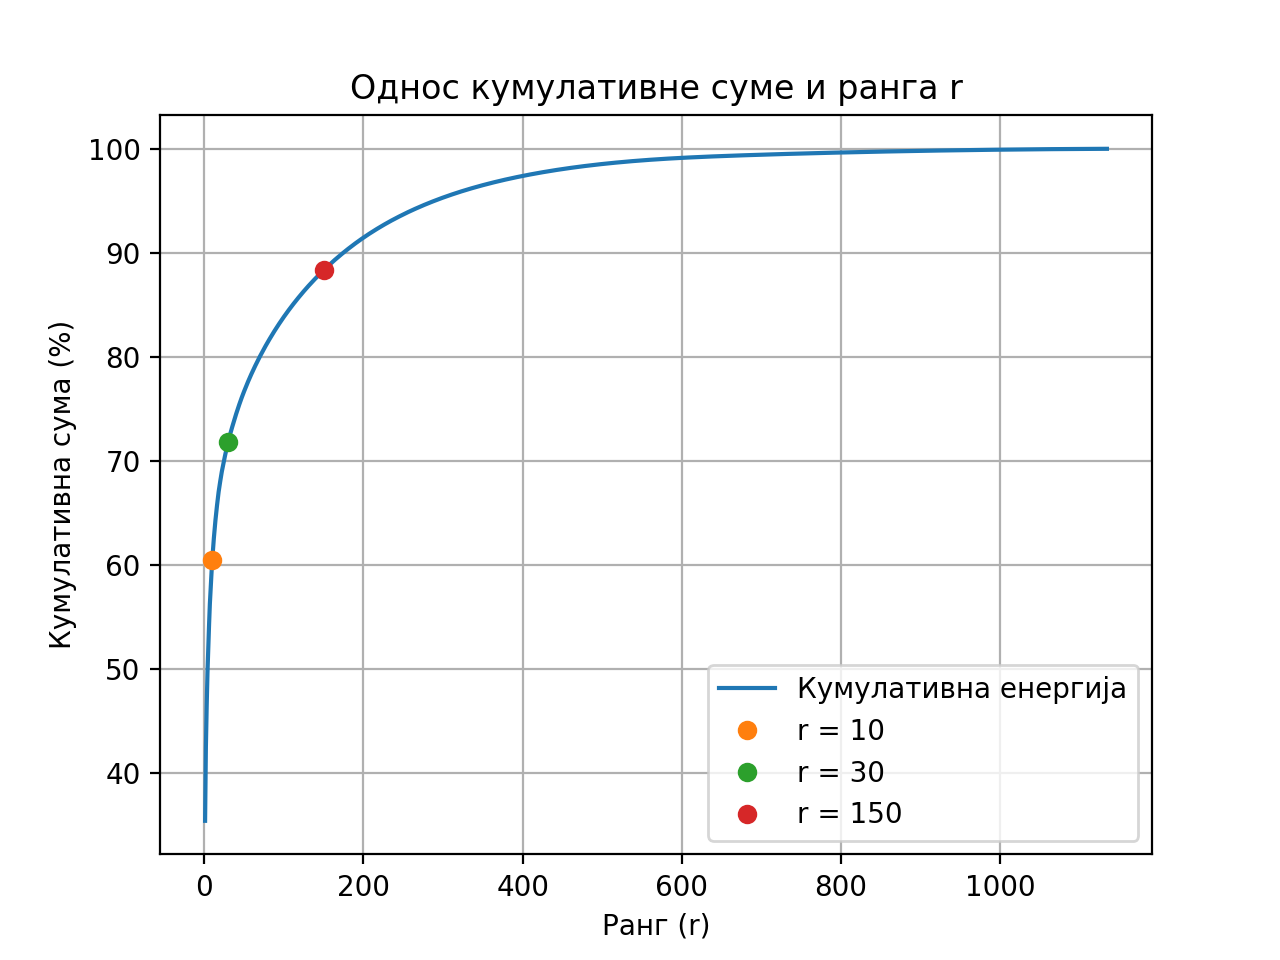 Однос кумулативне суме и ранга r
100
90
80
70
60
50
40
Кумулативна сума (%)
Кумулативна енергија
r = 10
r = 30
r = 150
0 200 400 600 800 1000
Ранг (r)